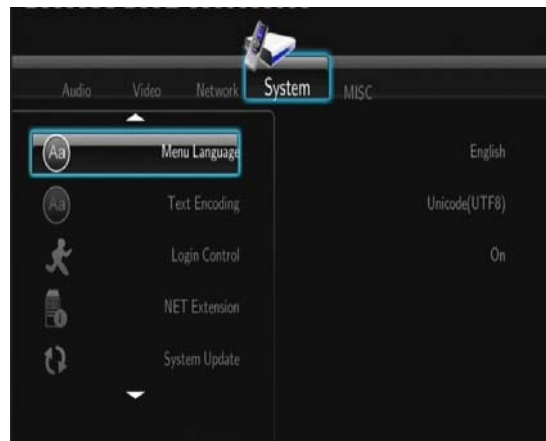 Audio Video Network System MISC
Aa Menu Language English
Aa Text Encoding Unicode(UTF8)
Login Control On
NET Extension
System Update